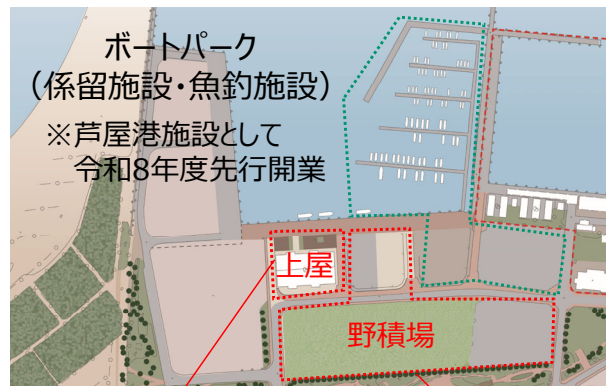 ボートパーク
（係留施設・魚釣施設）
※芦屋港施設として
令和8年度先行開業
上屋
野積場